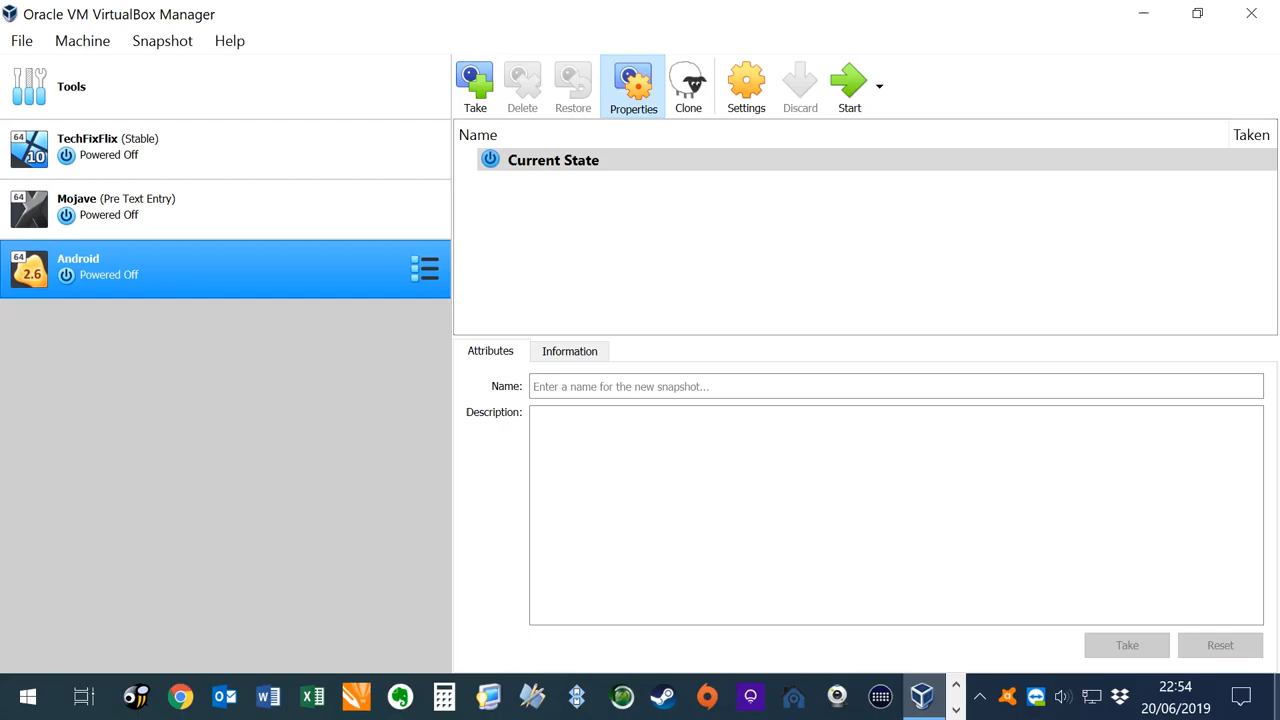 Oracle VM VirtualBox Manager
File Machine Snapshot Help
Tools
64 TechFixFlix (Stable)
10 Powered Off
64 Mojave (Pre Text Entry)
Powered Off
64 Android
2.6 Powered Off
Take Delete Restore Properties Clone Settings Discard Start
Name Taken
Current State
Attributes Information
Name: Enter a name for the new snapshot...
Description:
Take Reset
22:54
20/06/2019